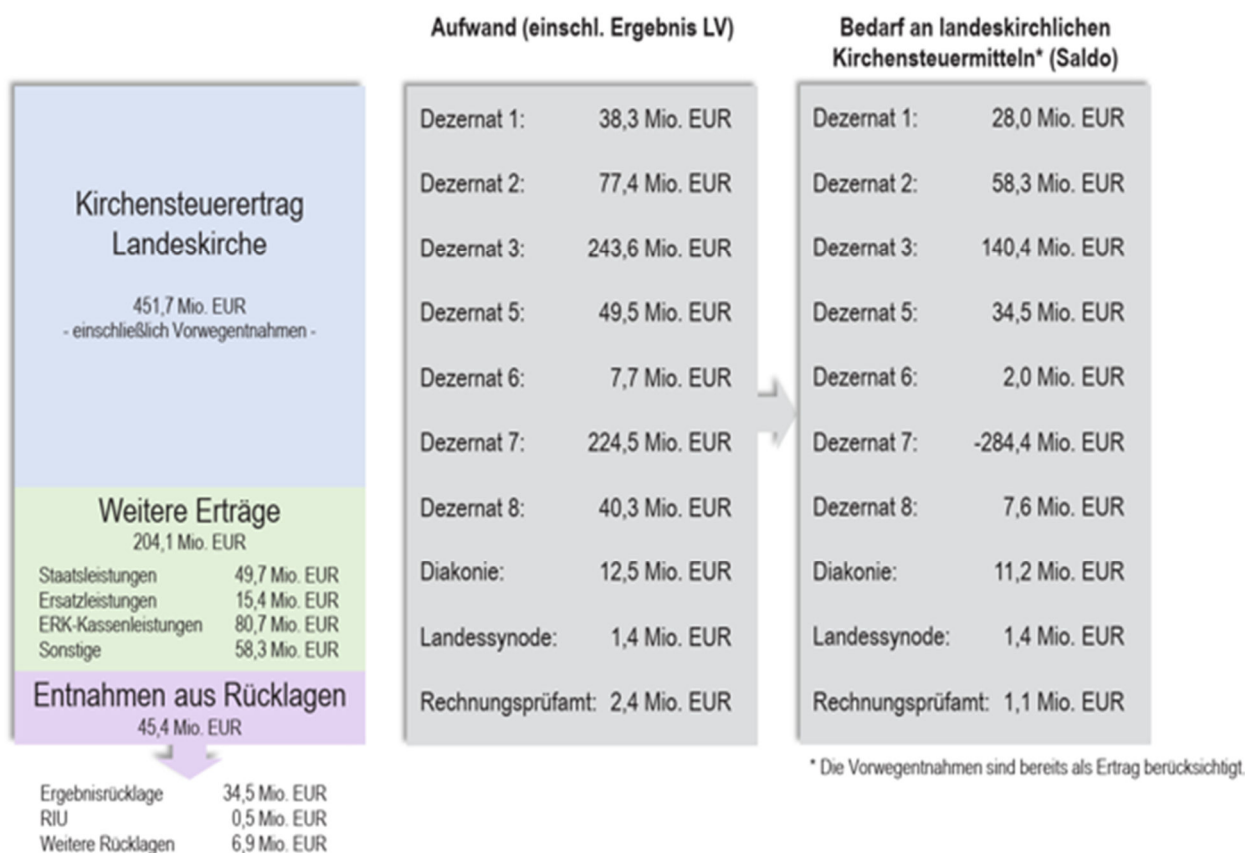 Aufwand (einschl. Ergebnis LV)
Bedarf an landeskirchlichen
Kirchensteuermitteln* (Saldo)
Kirchensteuerertrag
Landeskirche
451,7 Mio. EUR
- einschließlich Vorwegentnahmen -
Weitere Erträge
204,1 Mio. EUR
Staatsleistungen 49,7 Mio. EUR
Ersatzleistungen 15,4 Mio. EUR
ERK-Kassenleistungen 80,7 Mio. EUR
Sonstige 58,3 Mio. EUR
Entnahmen aus Rücklagen
45,4 Mio. EUR
Ergebnisrücklage 34,5 Mio. EUR
RIU 0,5 Mio. EUR
Weitere Rücklagen 6,9 Mio. EUR
Dezernat 1: 38,3 Mio. EUR
Dezernat 2: 77,4 Mio. EUR
Dezernat 3: 243,6 Mio. EUR
Dezernat 5: 49,5 Mio. EUR
Dezernat 6: 7,7 Mio. EUR
Dezernat 7: 224,5 Mio. EUR
Dezernat 8: 40,3 Mio. EUR
Diakonie: 12,5 Mio. EUR
Landessynode: 1,4 Mio. EUR
Rechnungsprüfamt: 2,4 Mio. EUR
Dezernat 1: 28,0 Mio. EUR
Dezernat 2: 58,3 Mio. EUR
Dezernat 3: 140,4 Mio. EUR
Dezernat 5: 34,5 Mio. EUR
Dezernat 6: 2,0 Mio. EUR
Dezernat 7: -284,4 Mio. EUR
Dezernat 8: 7,6 Mio. EUR
Diakonie: 11,2 Mio. EUR
Landessynode: 1,4 Mio. EUR
Rechnungsprüfamt: 1,1 Mio. EUR
* Die Vorwegentnahmen sind bereits als Ertrag berücksichtigt.